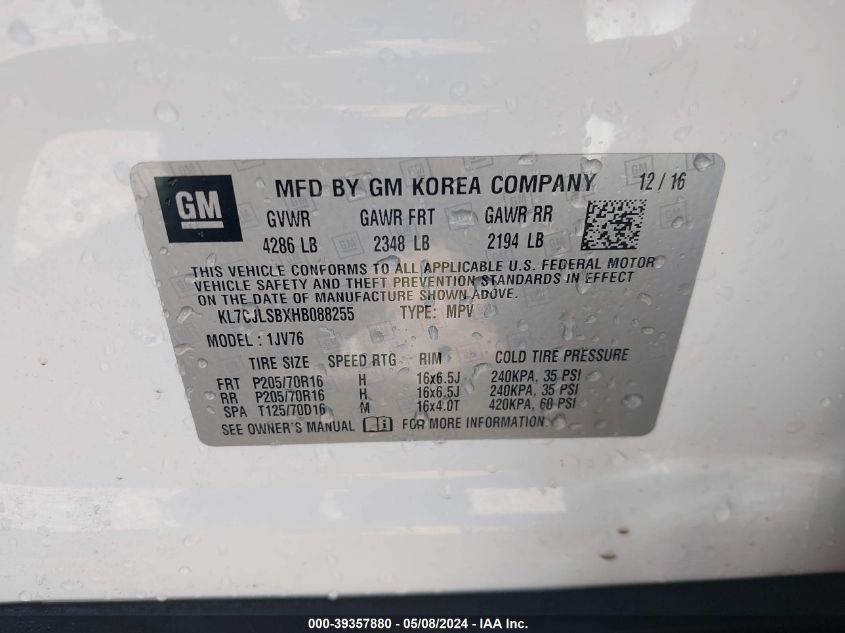 GM
MFD BY GM KOREA COMPANY 12/16
GVWR GAWR FRT GAWR RR
4286 LB 2348 LB 2194 LB
THIS VEHICLE CONFORMS TO ALL APPLICABLE U.S. FEDERAL MOTOR
VEHICLE SAFETY AND THEFT PREVENTION STANDARDS IN EFFECT
ON THE DATE OF MANUFACTURE SHOWN ABOVE.
KL7CJLSBXHB088255 TYPE: MPV
MODEL: 1JV76
TIRE SIZE SPEED RTG RIM COLD TIRE PRESSURE
FRT P205/70R16 H 16x6.5J 240KPA, 35 PSI
RR P205/70R16 H 16x6.5J 240KPA, 35 PSI
SPA T125/70D16 M 16x4.0T 420KPA, 60 PSI
SEE OWNER'S MANUAL FOR MORE INFORMATION
000-39357880 - 05/08/2024 - IAA Inc.